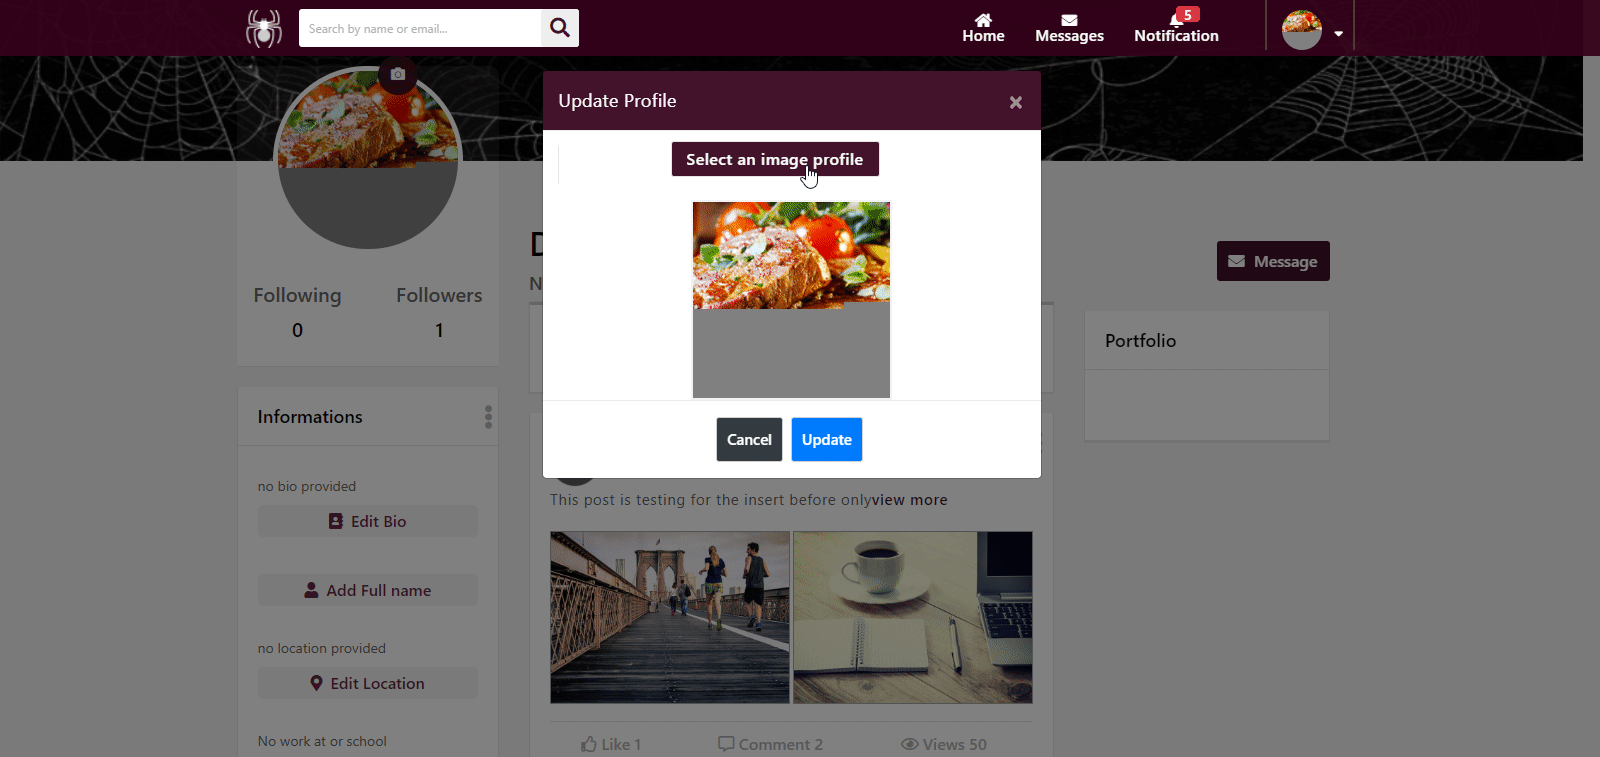 Search by name or email...
Home
Messages
5
Notification
Update Profile
×
Select an image profile
Cancel
Update
Following
Followers
0
1
D
N
Message
Portfolio
Informations
no bio provided
Edit Bio
Add Full name
no location provided
Edit Location
No work at or school
This post is testing for the insert before onlyview more
Like 1
Comment 2
Views 50